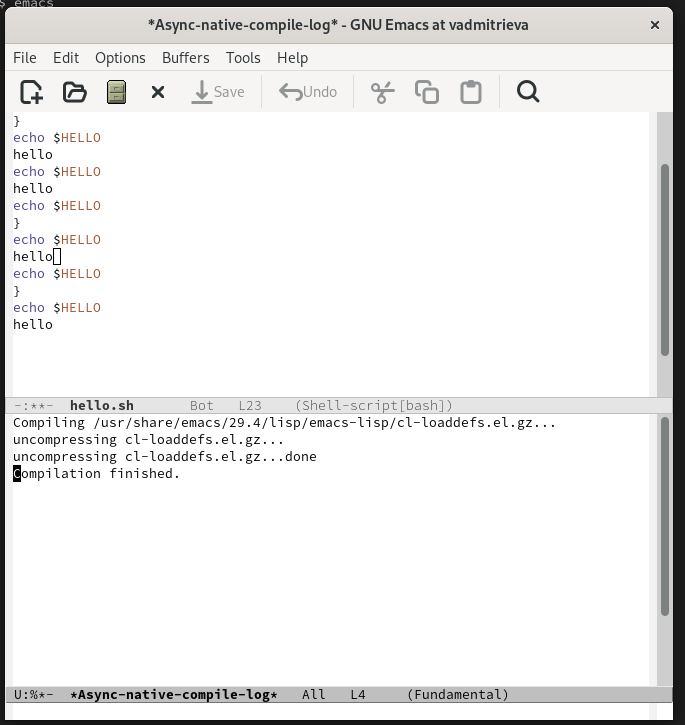 $ emacs
*Async-native-compile-log* - GNU Emacs at vadmitrieva
File Edit Options Buffers Tools Help
Save Undo
}
echo $HELLO
hello
echo $HELLO
hello
echo $HELLO
}
echo $HELLO
hello
echo $HELLO
}
echo $HELLO
hello
-:**- hello.sh Bot L23 (Shell-script[bash])
Compiling /usr/share/emacs/29.4/lisp/emacs-lisp/cl-loaddefs.el.gz...
uncompressing cl-loaddefs.el.gz...
uncompressing cl-loaddefs.el.gz...done
Compilation finished.
U:%*- *Async-native-compile-log* All L4 (Fundamental)